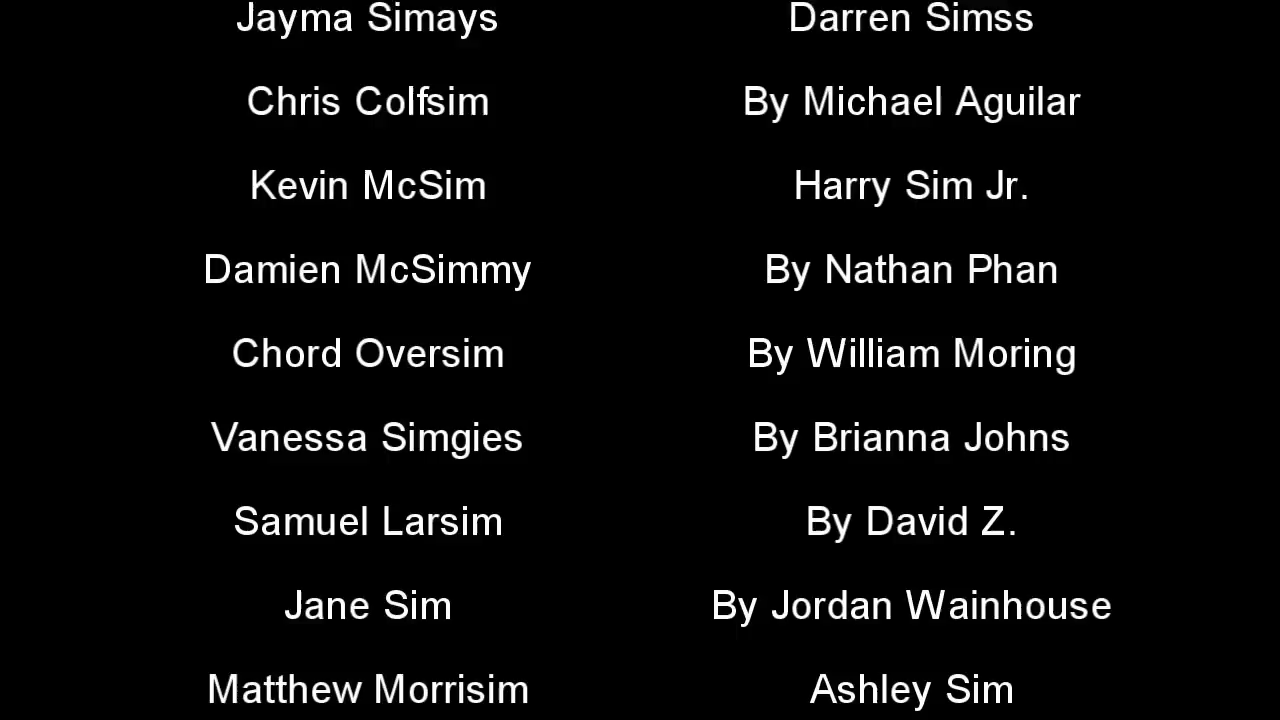 Jayma Simays Darren Simss
Chris Colfsim By Michael Aguilar
Kevin McSim Harry Sim Jr.
Damien McSimmy By Nathan Phan
Chord Oversim By William Moring
Vanessa Simgies By Brianna Johns
Samuel Larsim By David Z.
Jane Sim By Jordan Wainhouse
Matthew Morrisim Ashley Sim